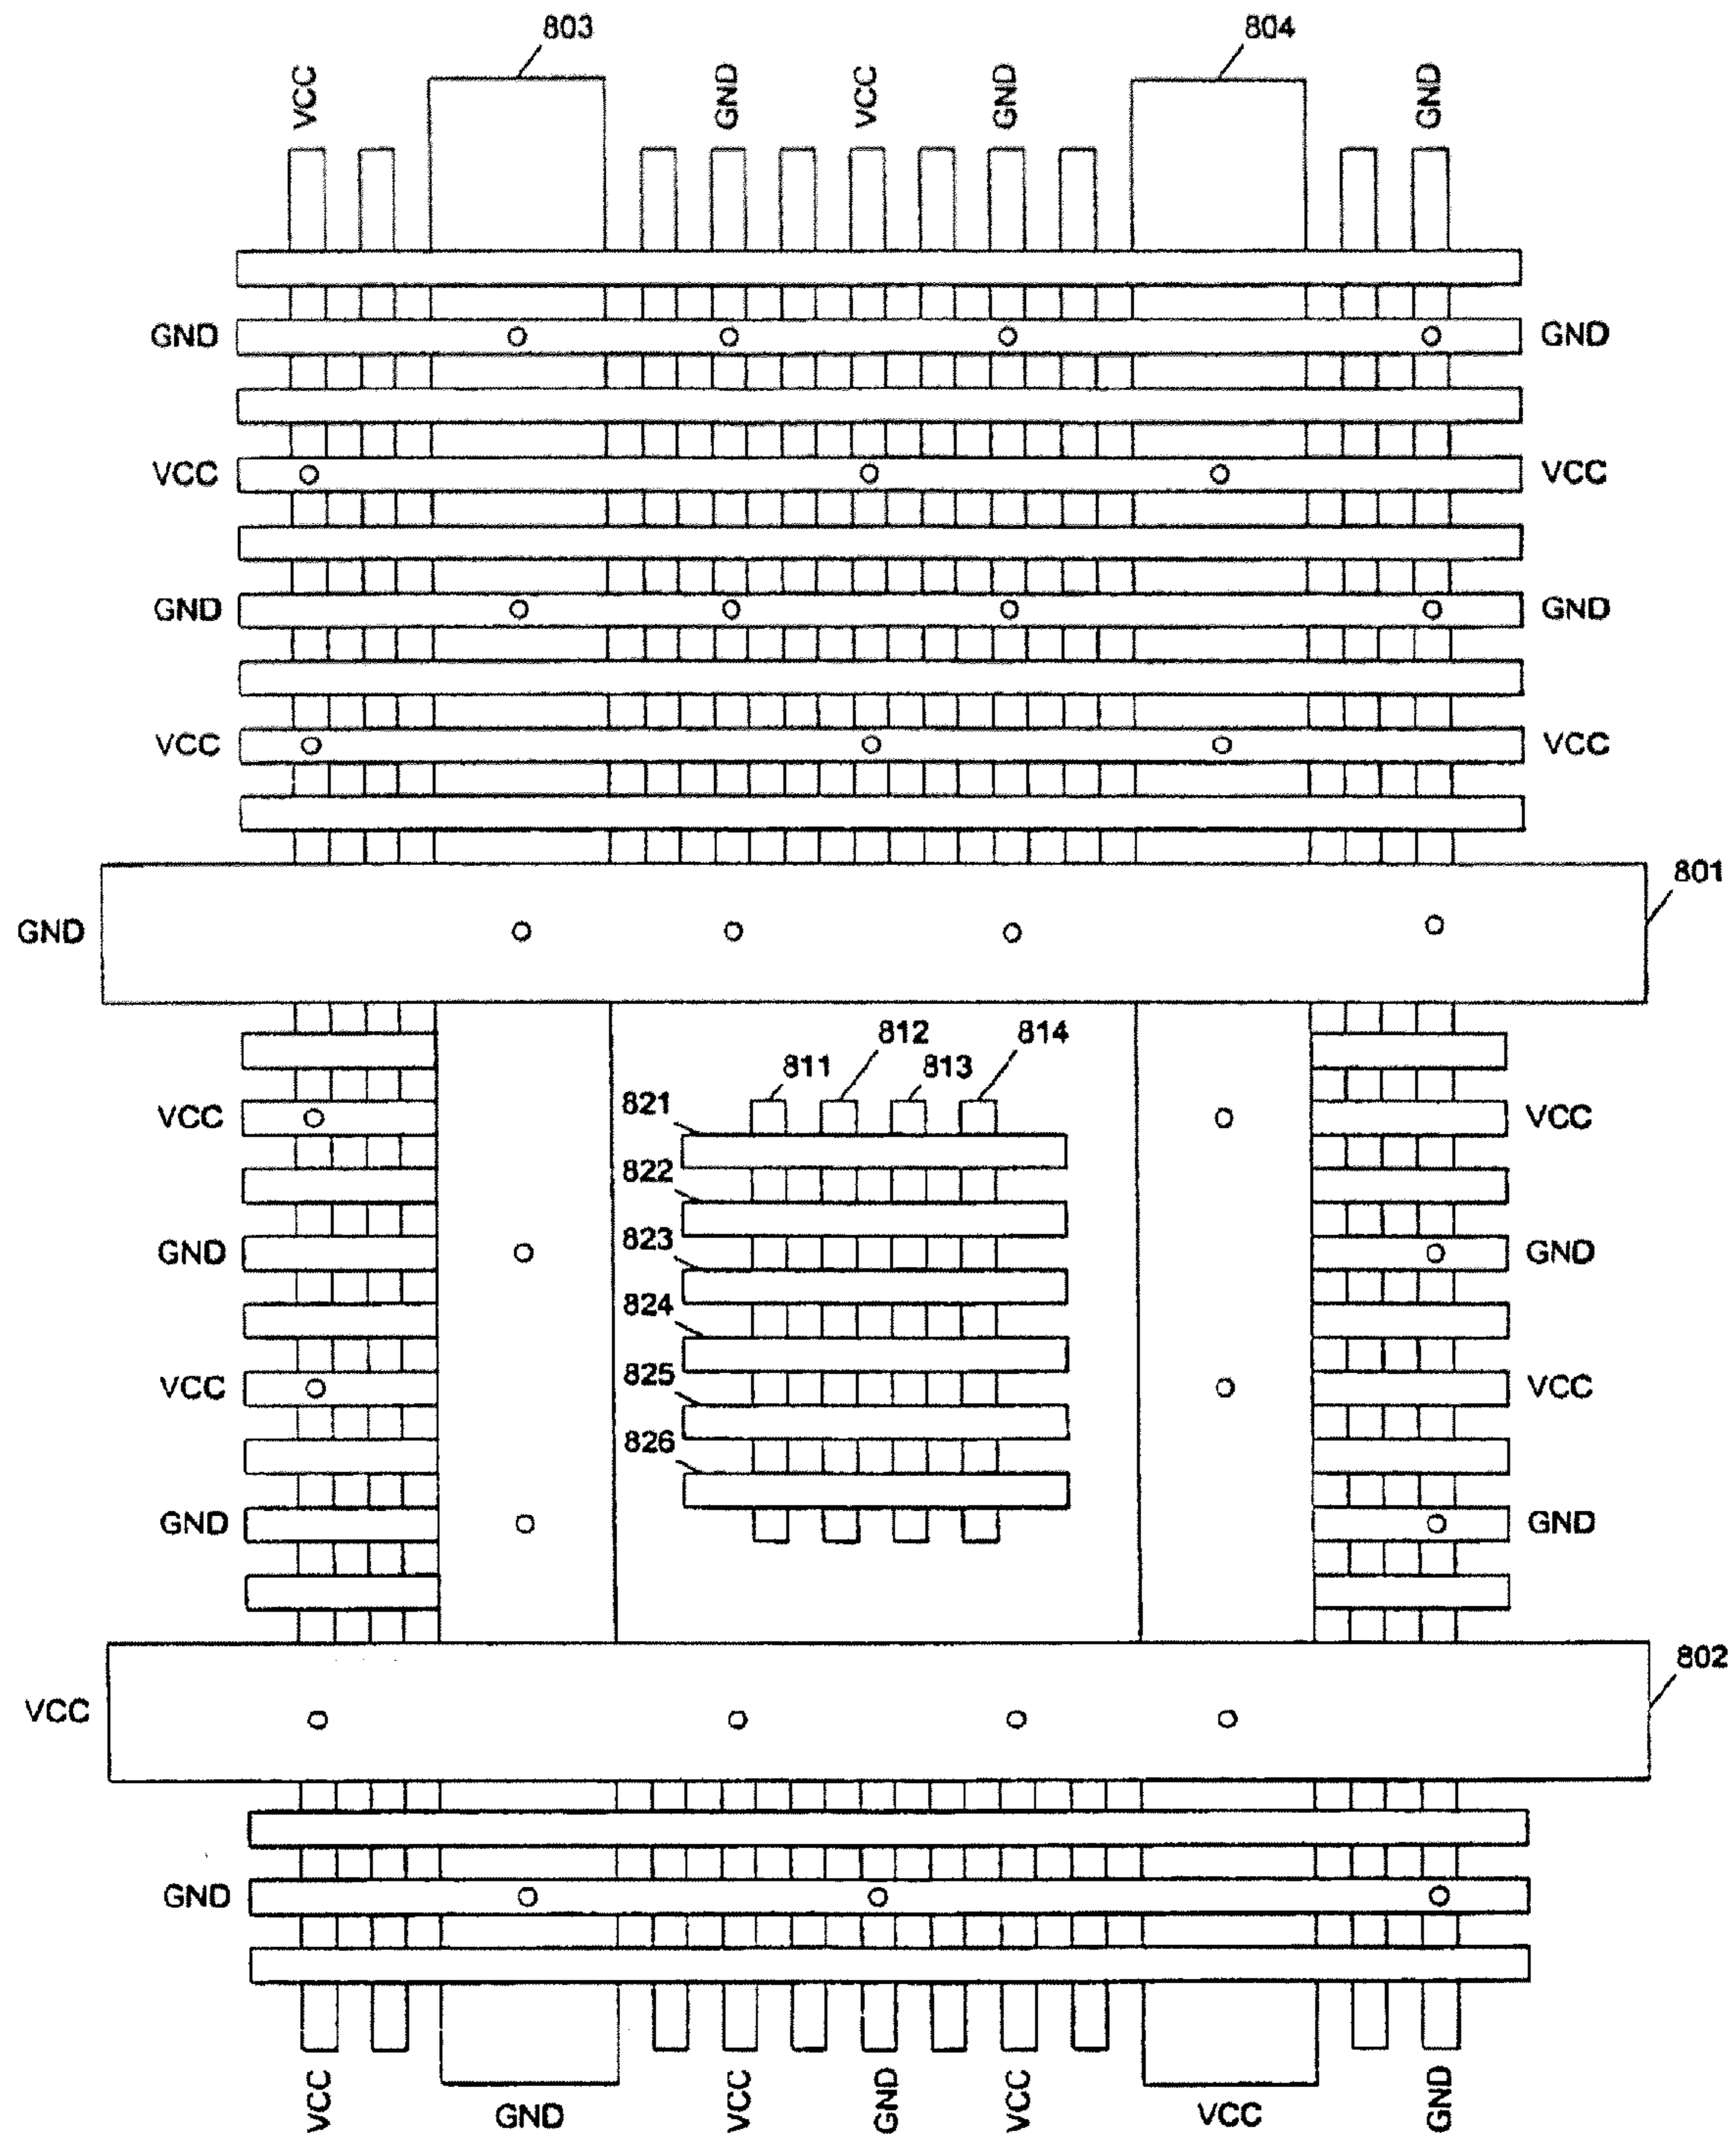 803
804
VCC
GND
VCC
GND
GND
GND
GND
VCC
VCC
GND
GND
VCC
VCC
801
GND
812
814
811
813
821
VCC
VCC
822
823
GND
GND
824
825
VCC
VCC
826
GND
GND
802
VCC
GND
VCC
GND
VCC
GND
VCC
VCC
GND